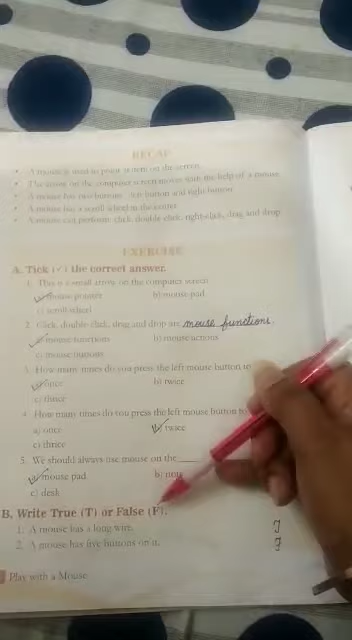 RECAP
• A mouse is used to point items on the screen.
• The arrow on the computer screen moves with the help of a mouse.
• A mouse has two buttons - left button and right button.
• A mouse has a scroll wheel in the center.
• A mouse can perform click, double click, right-click, drag and drop
EXERCISE
A. Tick (✓) the correct answer.
1. This is a small arrow on the computer screen
a) mouse pointer b) mouse pad
c) scroll wheel
2. Click, double click, drag and drop are mouse functions.
a) mouse functions b) mouse actions
c) mouse buttons
3. How many times do you press the left mouse button to
a) once b) twice
c) thrice
4. How many times do you press the left mouse button to
a) once b) twice
c) thrice
5. We should always use mouse on the
a) mouse pad b)
c) desk
B. Write True (T) or False (F).
1. A mouse has a long wire. T
2. A mouse has five buttons on it.
Play with a Mouse